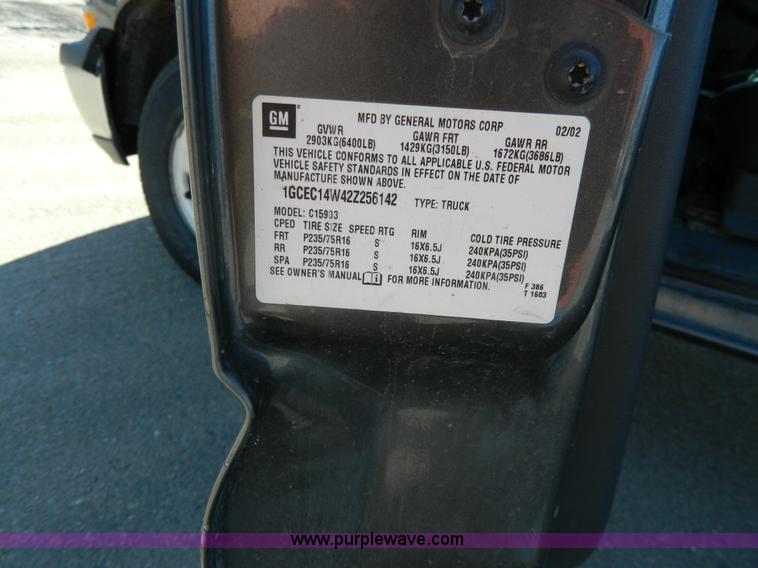 GM
MFD BY GENERAL MOTORS CORP 02/02
GVWR GAWR FRT GAWR RR
2903KG(6400LB) 1429KG(3150LB) 1672KG(3686LB)
THIS VEHICLE CONFORMS TO ALL APPLICABLE U.S. FEDERAL MOTOR
VEHICLE SAFETY STANDARDS IN EFFECT ON THE DATE OF
MANUFACTURE SHOWN ABOVE.
1GCEC14W42Z256142 TYPE: TRUCK
MODEL: C15903
CPED TIRE SIZE SPEED RTG RIM COLD TIRE PRESSURE
FRT P235/75R16 S 16X6.5J 240KPA(35PSI)
RR P235/75R16 S 16X6.5J 240KPA(35PSI)
SPA P235/75R16 S 16X6.5J 240KPA(35PSI)
SEE OWNER'S MANUAL FOR MORE INFORMATION.
F 386
T 1603
www.purplewave.com